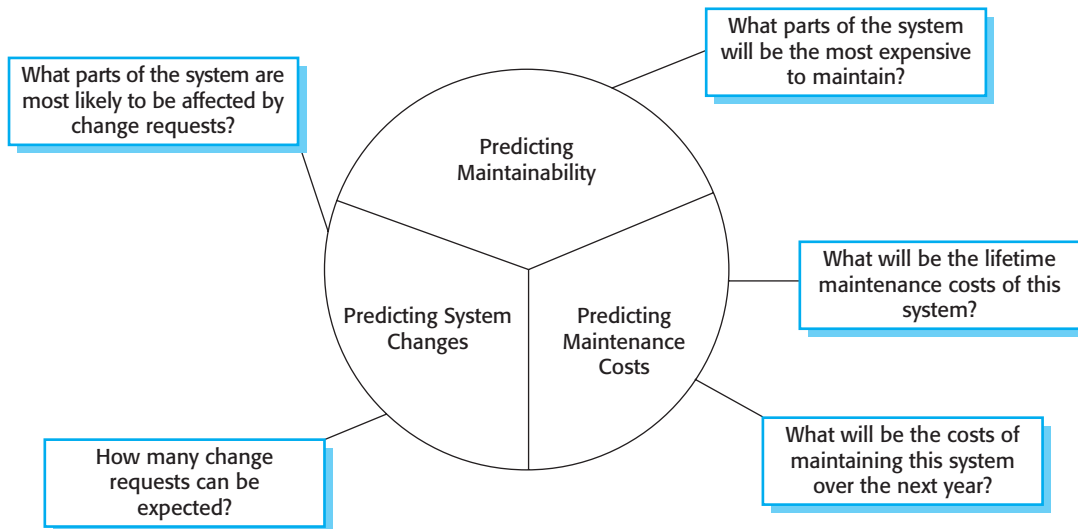 What parts of the system
will be the most expensive
to maintain?
What parts of the system are
most likely to be affected by
change requests?
Predicting
Maintainability
What will be the lifetime
maintenance costs of this
system?
Predicting System
Changes
Predicting
Maintenance
Costs
What will be the costs of
maintaining this system
over the next year?
How many change
requests can be
expected?